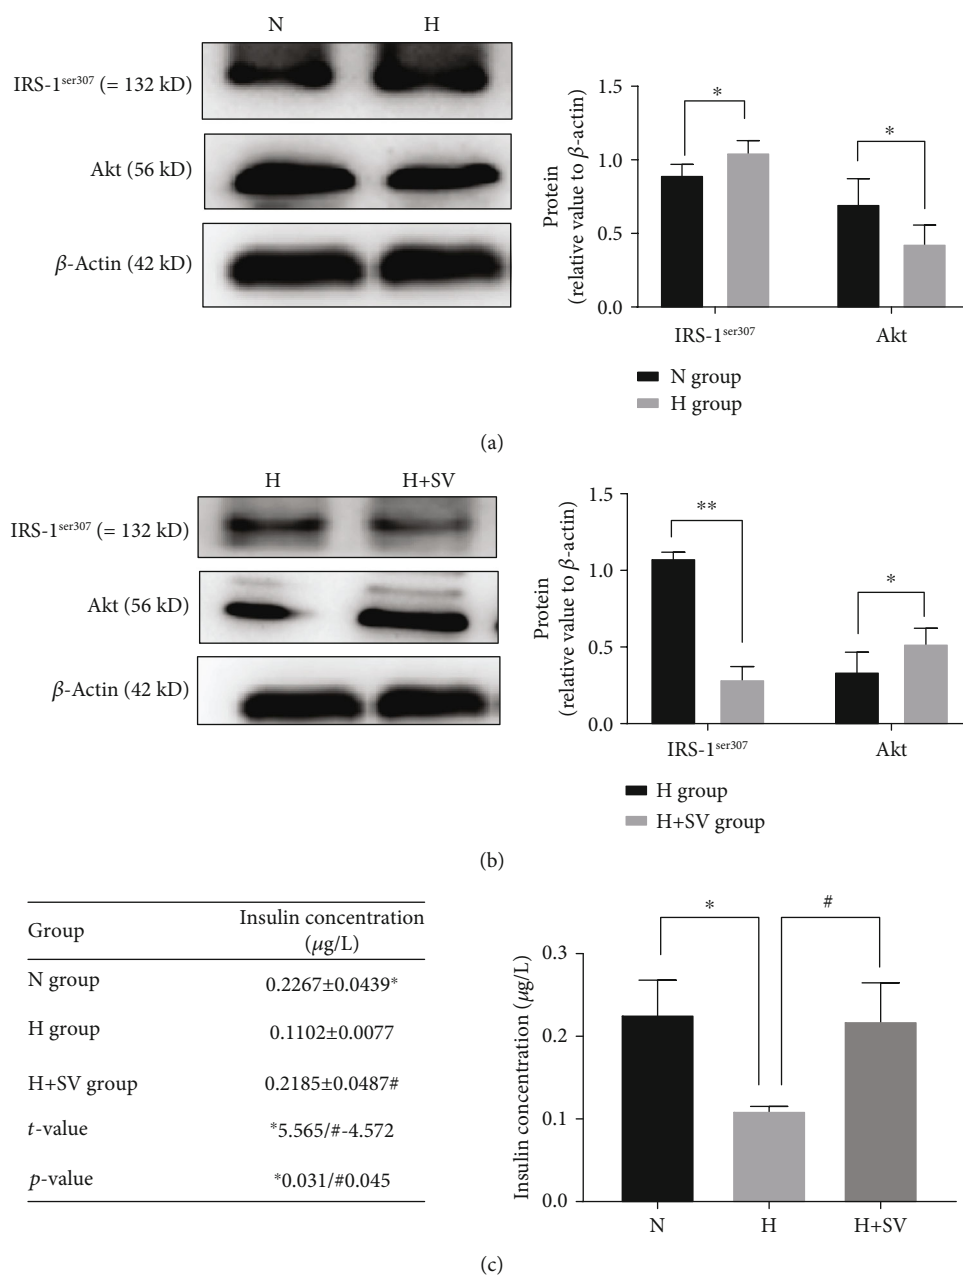 N H
IRS-1ser307 (= 132 kD)
Akt (56 kD)
β-Actin (42 kD)
Protein
(relative value to β-actin)
1.5
1.0
0.5
0.0
*
*
IRS-1ser307 Akt
N group
H group
(a)
H H+SV
IRS-1ser307 (= 132 kD)
Akt (56 kD)
β-Actin (42 kD)
Protein
(relative value to β-actin)
1.5
1.0
0.5
0.0
**
*
IRS-1ser307 Akt
H group
H+SV group
(b)
Group Insulin concentration
(μg/L)
N group 0.2267±0.0439*
H group 0.1102±0.0077
H+SV group 0.2185±0.0487#
t-value *5.565/#-4.572
p-value *0.031/#0.045
Insulin concentration (μg/L)
0.3
0.2
0.1
0.0
* #
N H H+SV
(c)